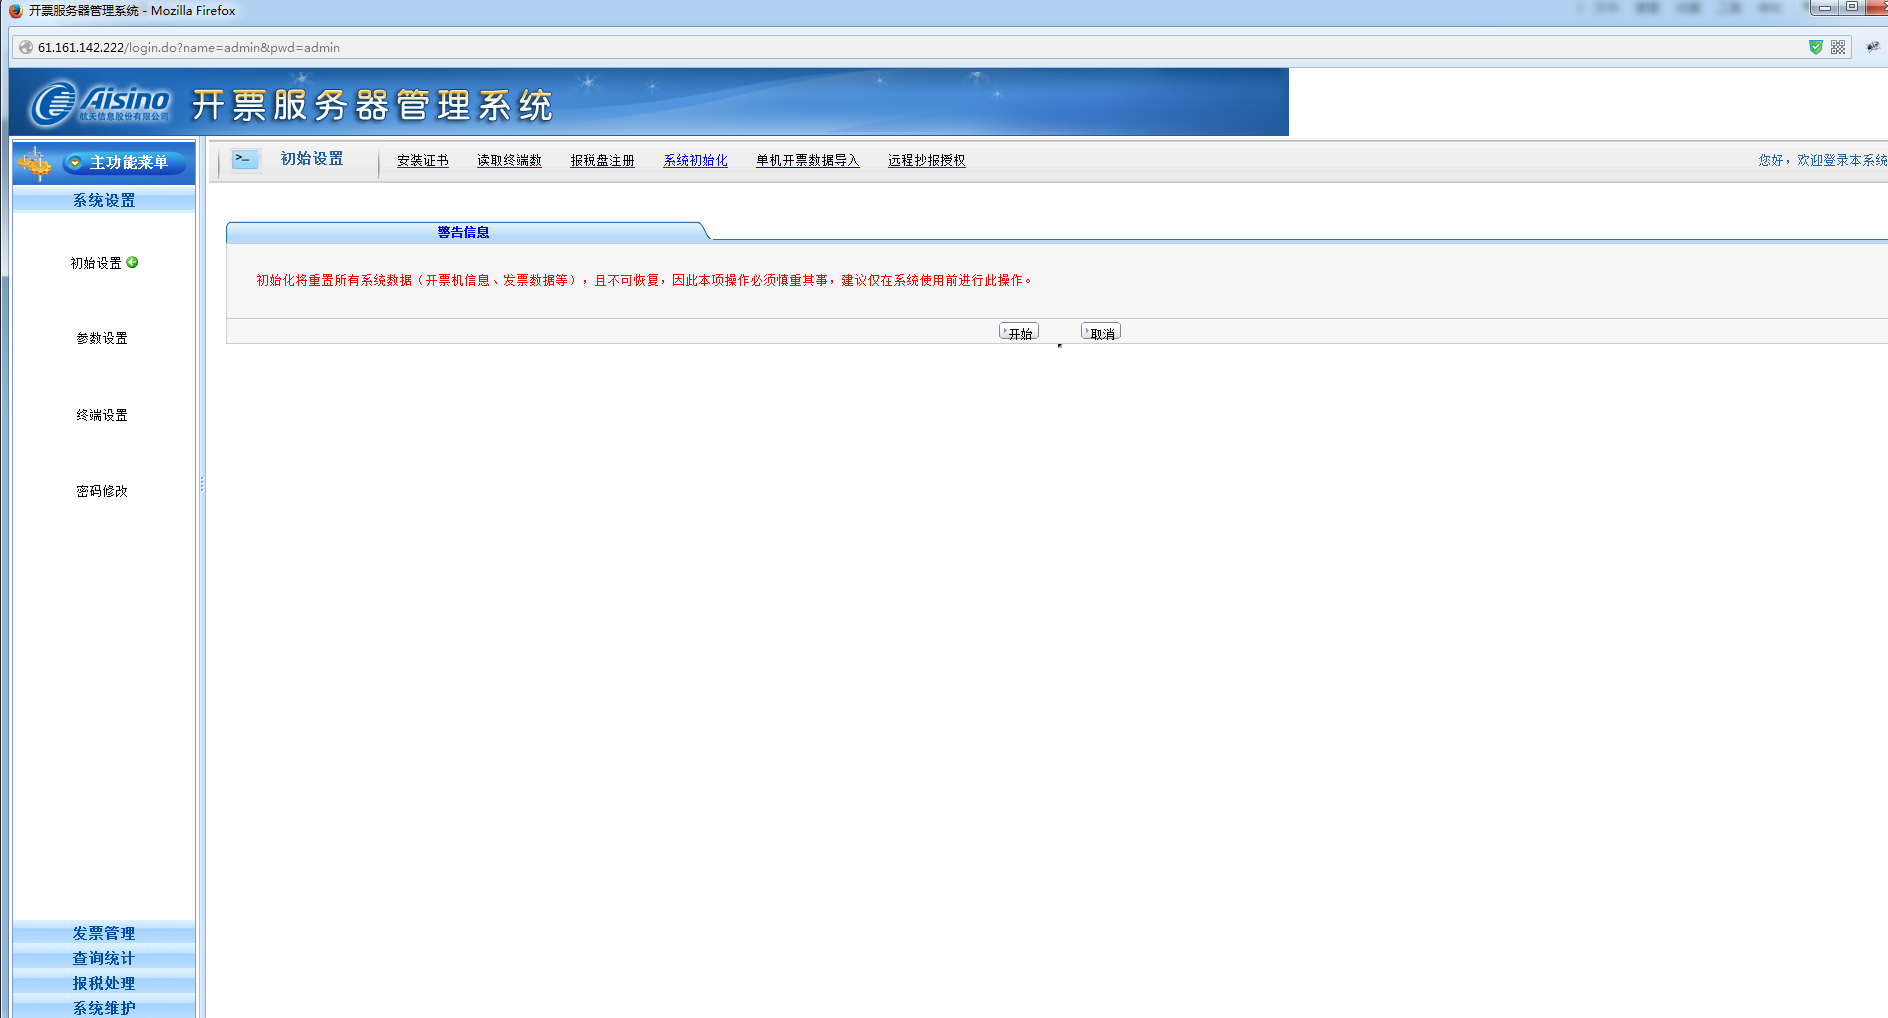 开票服务器管理系统 - Mozilla Firefox
61.161.142.222/login.do?name=admin&pwd=admin
Aisino
航天信息股份有限公司
开票服务器管理系统
主功能菜单
系统设置
初始设置
参数设置
终端设置
密码修改
发票管理
查询统计
报税处理
系统维护
初始设置 安装证书 读取终端数 报税盘注册 系统初始化 单机开票数据导入 远程抄报授权 您好，欢迎登录本系统
警告信息
初始化将重置所有系统数据（开票机信息、发票数据等），且不可恢复，因此本项操作必须慎重其事，建议仅在系统使用前进行此操作。
开始 取消